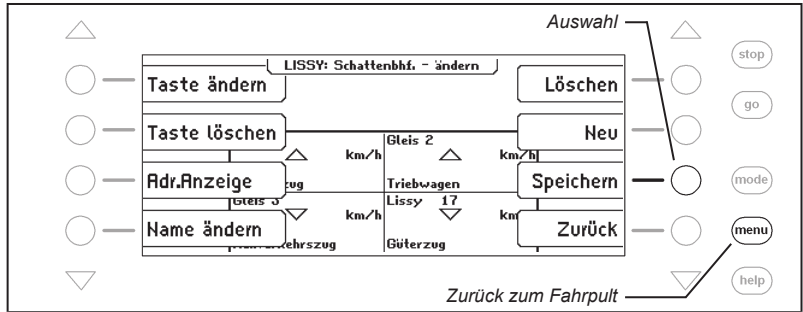 Auswahl
LISSY: Schattenbhf. - ändern
stop
Taste ändern
Löschen
go
Taste löschen
Neu
Gleis 2
km/h
km/h
Adr.Anzeige
zug
Triebwagen
Speichern
mode
Gleis 3
Lissy 17
km/h
Name ändern
Zurück
menu
Güterzug
help
Zurück zum Fahrpult